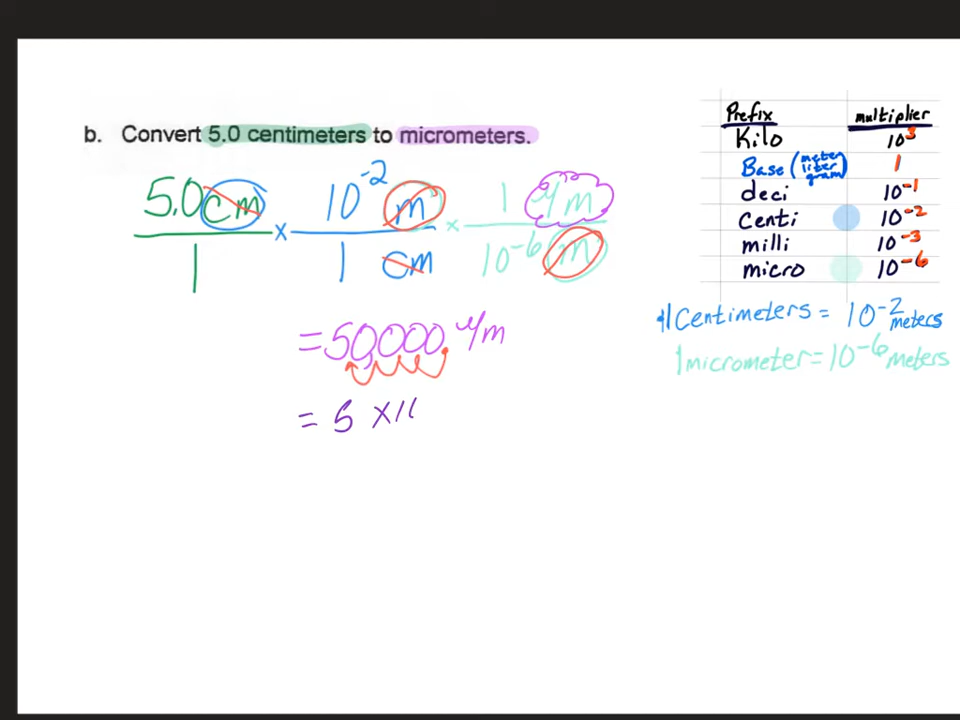 b. Convert 5.0 centimeters to micrometers.
5.0 cm / 1 × 10⁻² m / 1 cm × 1 μm / 10⁻⁶ m
= 50,000. μm
= 5 × 1
Prefix multiplier
Kilo 10³
Base (meter liter gram) 1
deci 10⁻¹
Centi 10⁻²
milli 10⁻³
micro 10⁻⁶
1 Centimeters = 10⁻² meters
1 micrometer = 10⁻⁶ meters